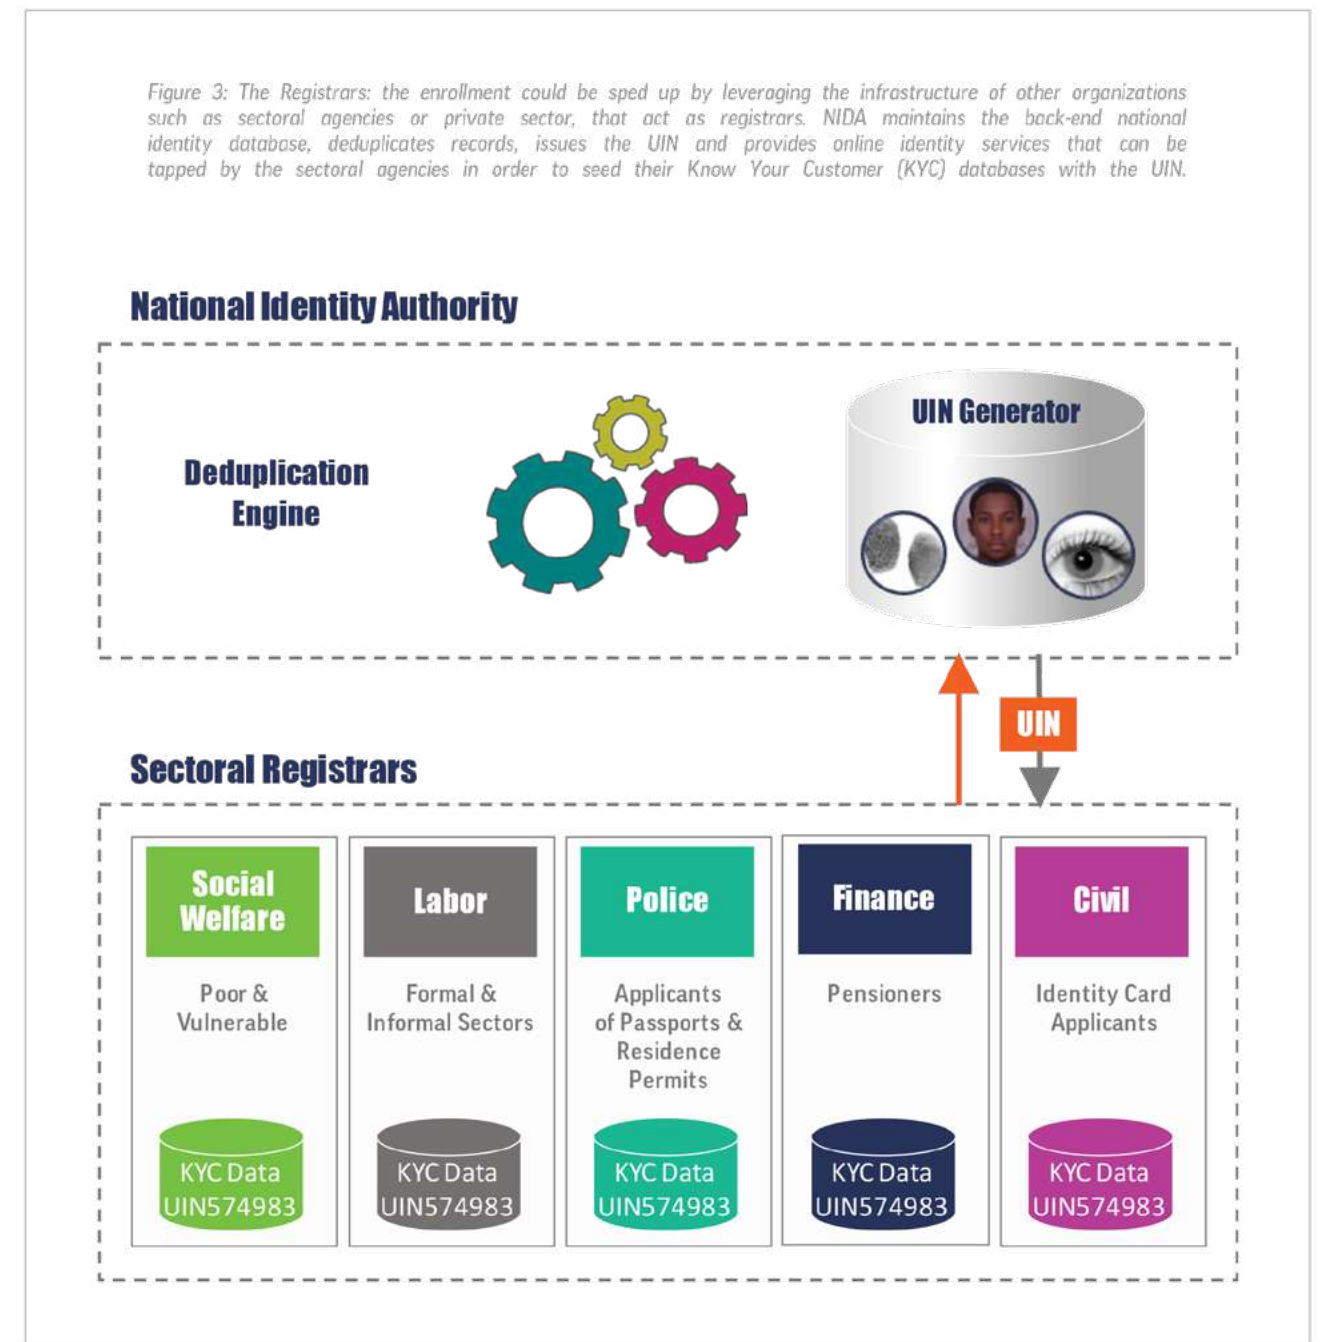 Figure 3: The Registrars: the enrollment could be sped up by leveraging the infrastructure of other organizations
such as sectoral agencies or private sector, that act as registrars. NIDA maintains the back-end national
identity database, deduplicates records, issues the UIN and provides online identity services that can be
tapped by the sectoral agencies in order to seed their Know Your Customer (KYC) databases with the UIN.
National Identity Authority
Deduplication
Engine
UIN Generator
UIN
Sectoral Registrars
Social
Welfare
Poor &
Vulnerable
KYC Data
UIN574983
Labor
Formal &
Informal Sectors
KYC Data
UIN574983
Police
Applicants
of Passports &
Residence
Permits
KYC Data
UIN574983
Finance
Pensioners
KYC Data
UIN574983
Civil
Identity Card
Applicants
KYC Data
UIN574983